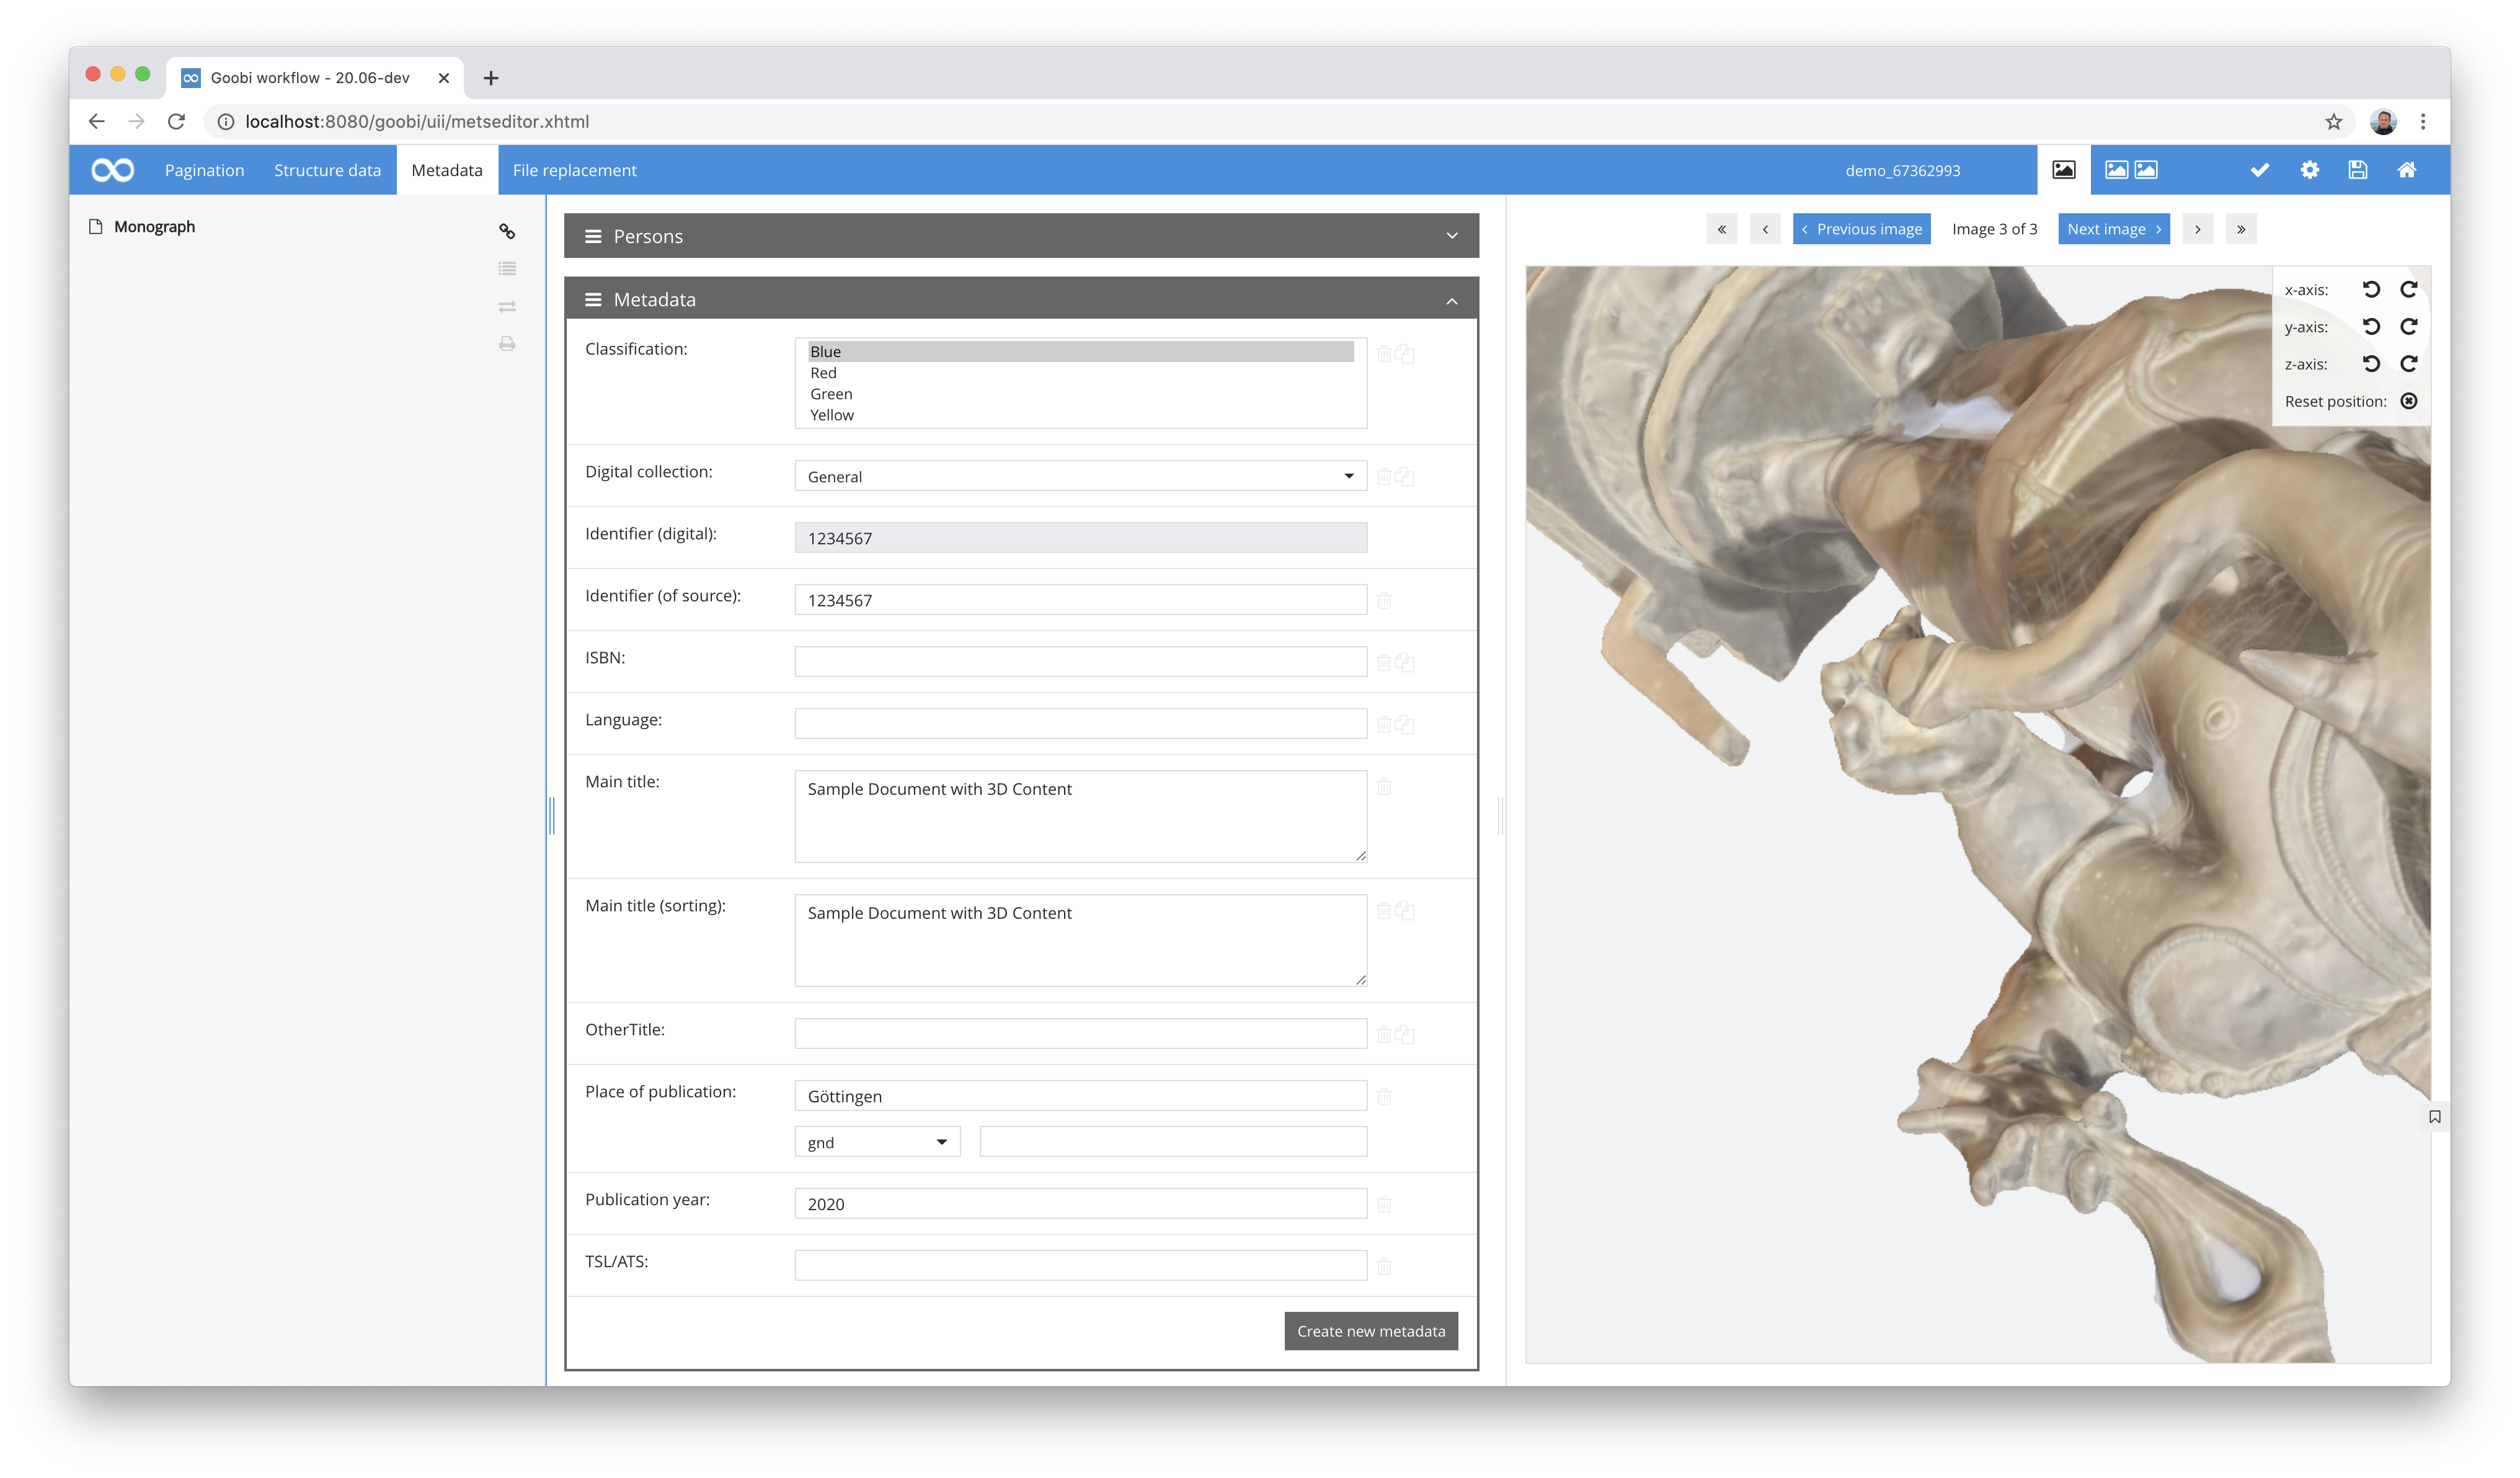 Goobi workflow - 20.06-dev
localhost:8080/goobi/uii/metseditor.xhtml
Pagination
Structure data
Metadata
File replacement
demo_67362993
Monograph
Persons
Metadata
Classification:
Blue
Red
Green
Yellow
Digital collection:
General
Identifier (digital):
1234567
Identifier (of source):
1234567
ISBN:
Language:
Main title:
Sample Document with 3D Content
Main title (sorting):
Sample Document with 3D Content
OtherTitle:
Place of publication:
Göttingen
gnd
Publication year:
2020
TSL/ATS:
Create new metadata
« ‹ ‹ Previous image Image 3 of 3 Next image › › »
x-axis:
y-axis:
z-axis:
Reset position: